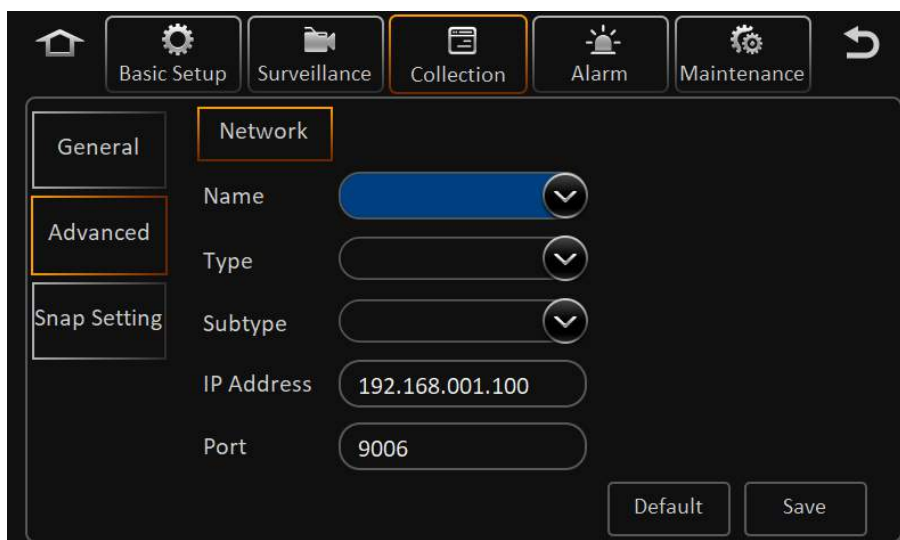 Basic Setup Surveillance Collection Alarm Maintenance
General
Network
Name
Advanced
Type
Snap Setting
Subtype
IP Address 192.168.001.100
Port 9006
Default Save